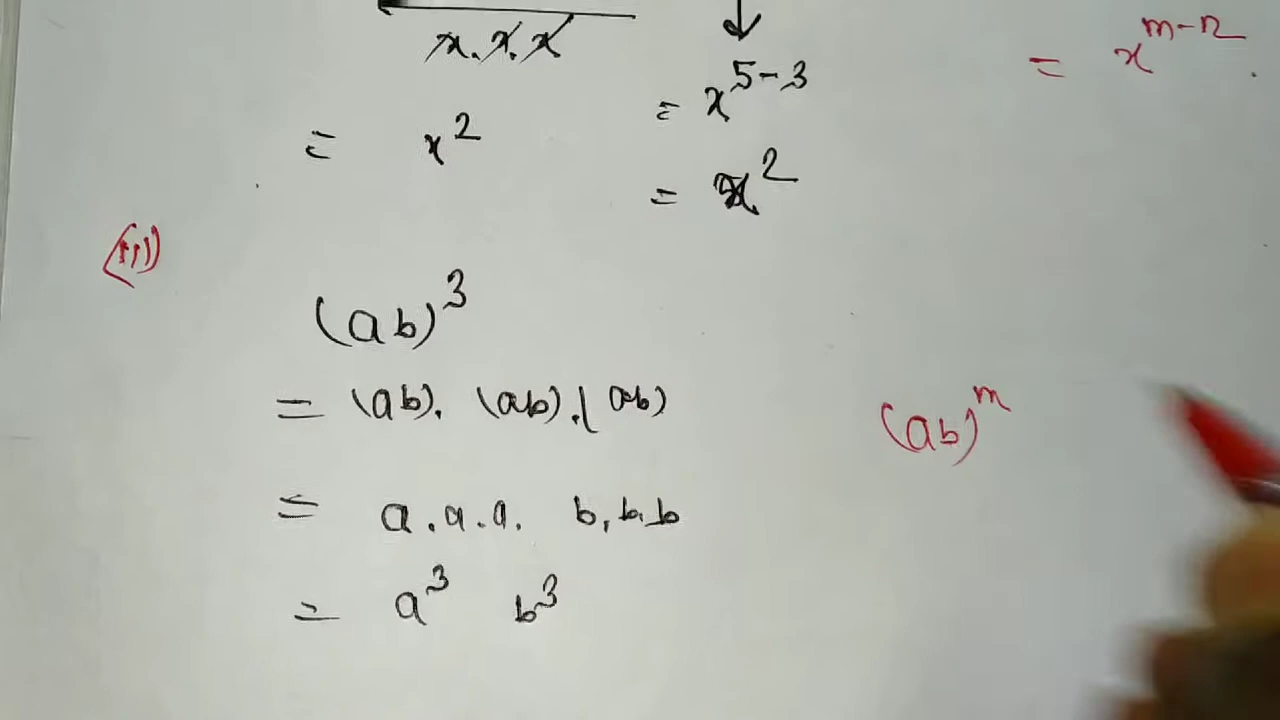 x.x.x
= x^{5-3}
= x^{m-n}.
= x^2
= x^2
(iii)
(ab)^3
= (ab). (ab).(ab)
(ab)^m
= a.a.a. b,b.b
= a^3 b^3